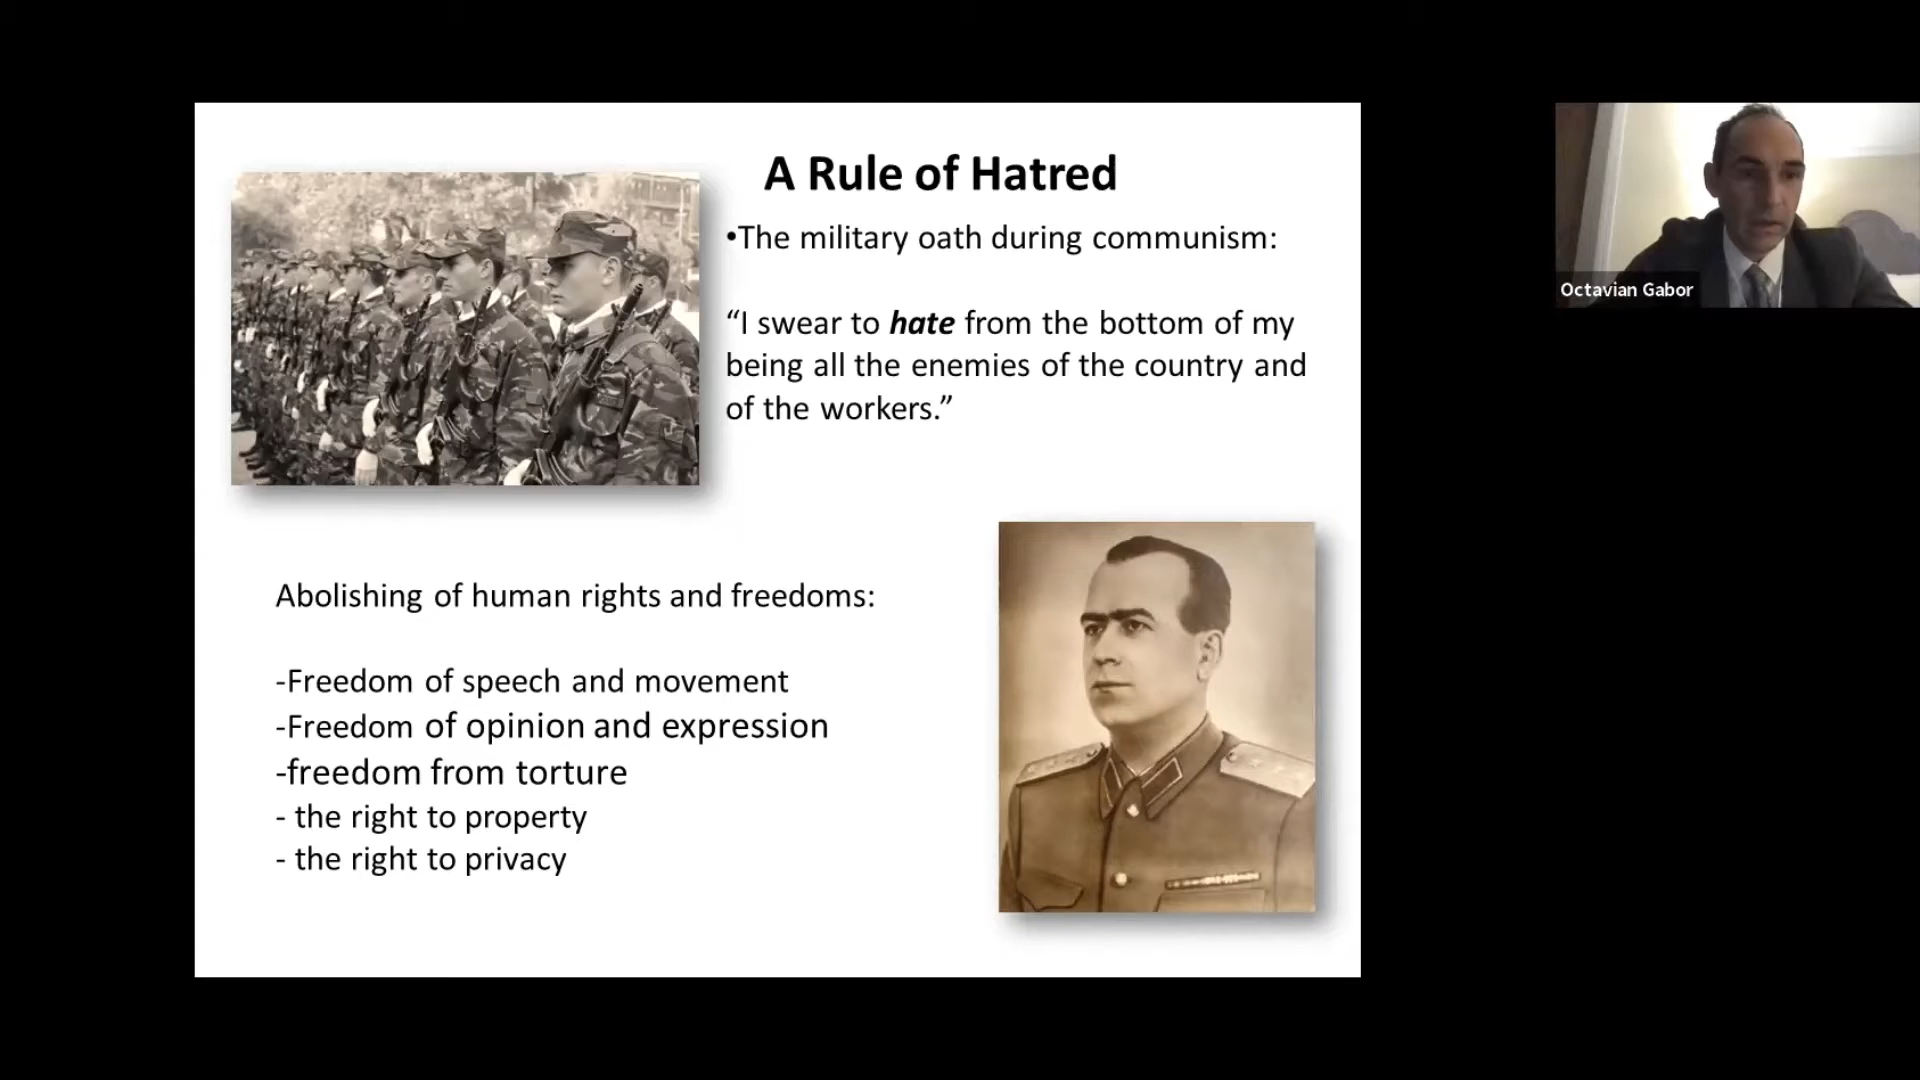 A Rule of Hatred
•The military oath during communism:
“I swear to hate from the bottom of my
being all the enemies of the country and
of the workers.”
Octavian Gabor
Abolishing of human rights and freedoms:
-Freedom of speech and movement
-Freedom of opinion and expression
-freedom from torture
- the right to property
- the right to privacy